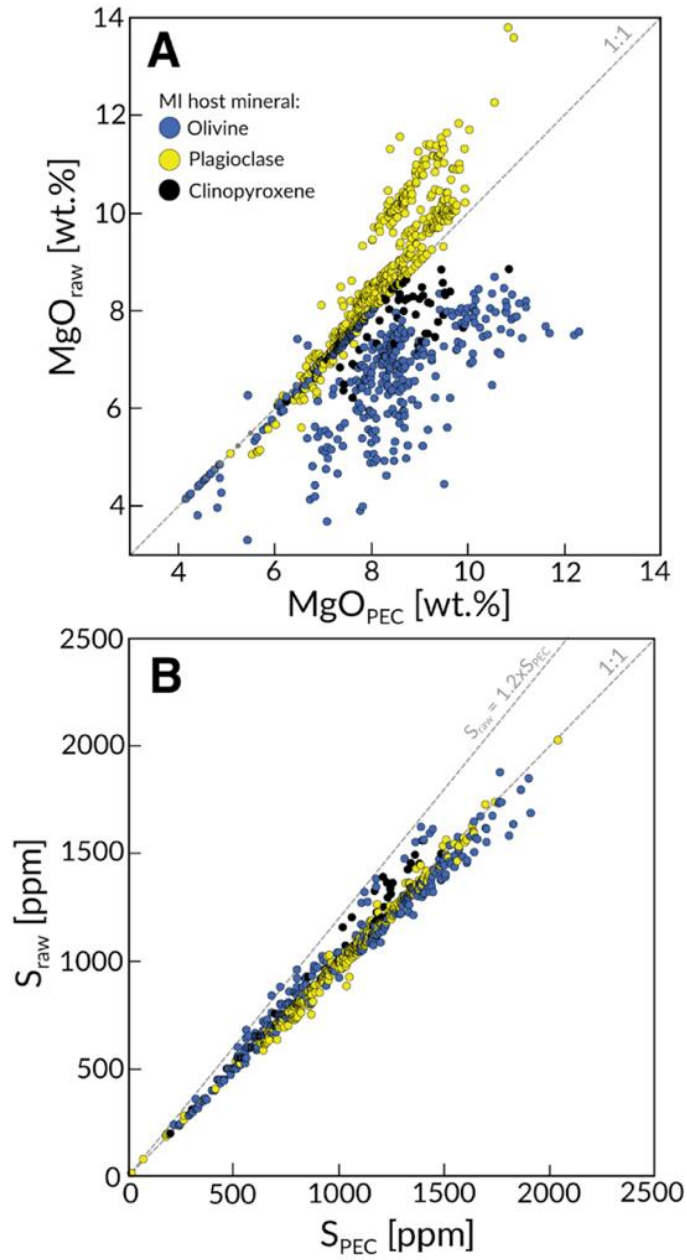 14
A
1:1
MI host mineral:
Olivine
Plagioclase
Clinopyroxene
12
10
8
6
4
MgOraw [wt.%]
4 6 8 10 12 14
MgOPEC [wt.%]
2500
B
Sraw = 1.2xSPEC
1:1
2000
1500
1000
500
0
Sraw [ppm]
0 500 1000 1500 2000 2500
SPEC [ppm]